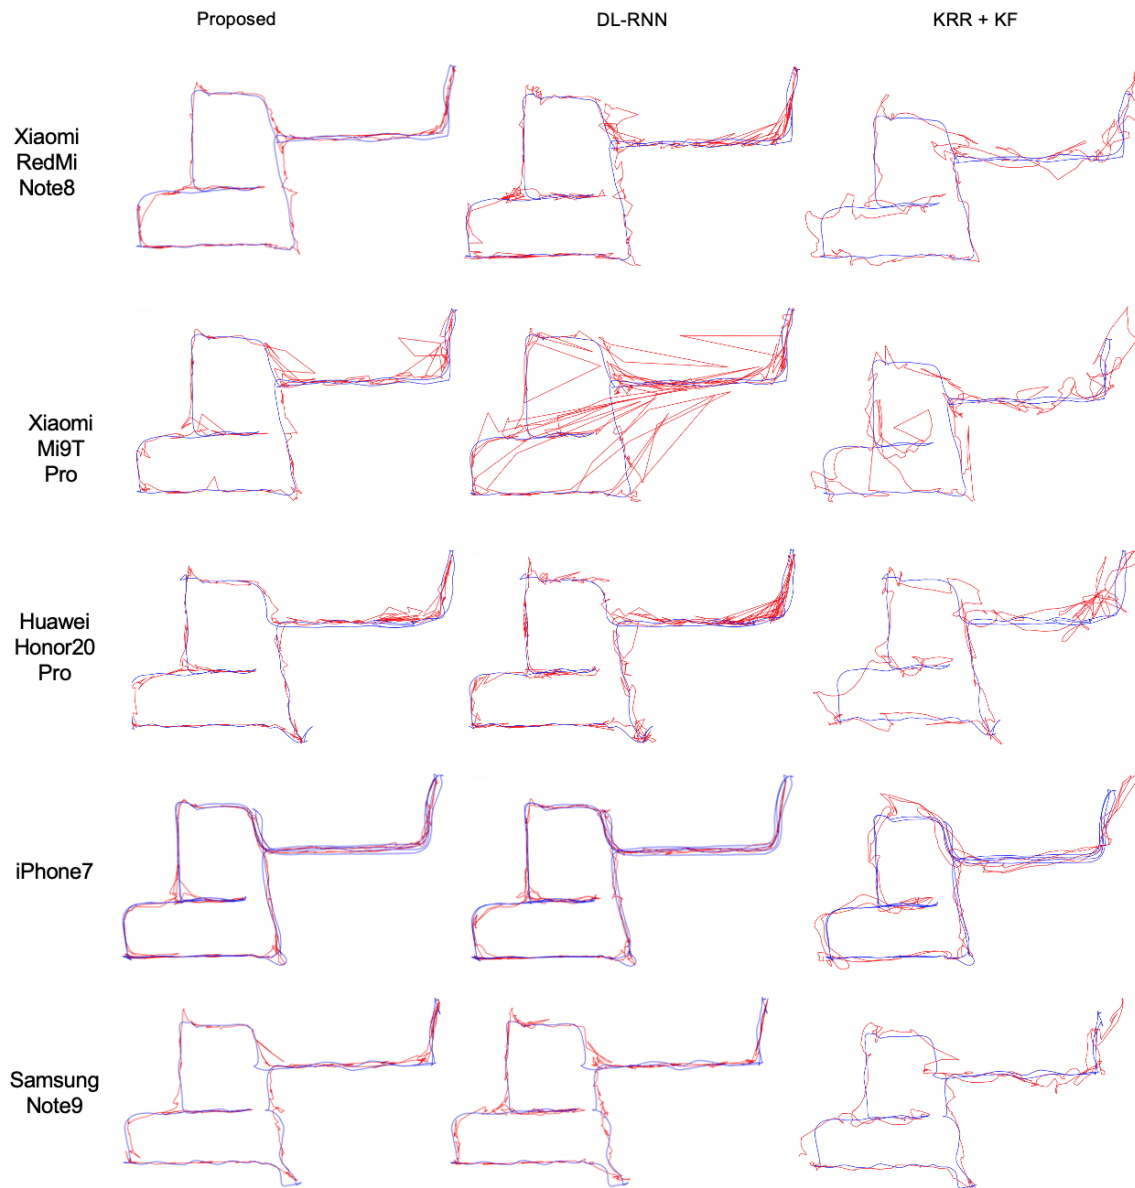 Proposed
DL-RNN
KRR + KF
Xiaomi
RedMi
Note8
Xiaomi
Mi9T
Pro
Huawei
Honor20
Pro
iPhone7
Samsung
Note9